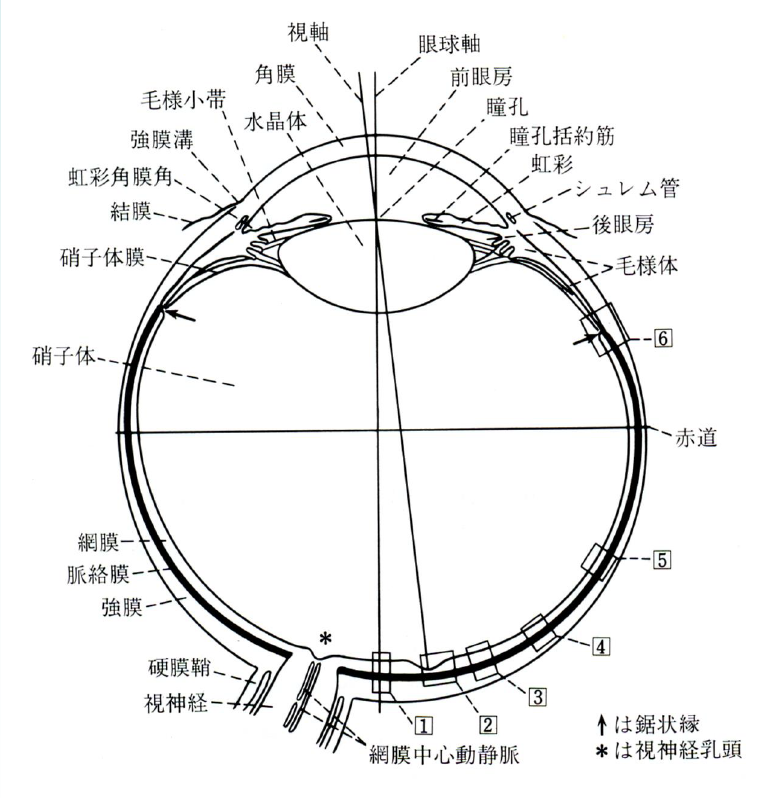 視軸
眼球軸
角膜
前眼房
毛様小帯
瞳孔
水晶体
強膜溝
瞳孔括約筋
虹彩角膜角
虹彩
シュレム管
結膜
後眼房
硝子体膜
毛様体
6
硝子体
赤道
網膜
5
脈絡膜
強膜
*
4
硬膜鞘
3
視神経
1
2
網膜中心動静脈
↑は鋸状縁
*は視神経乳頭